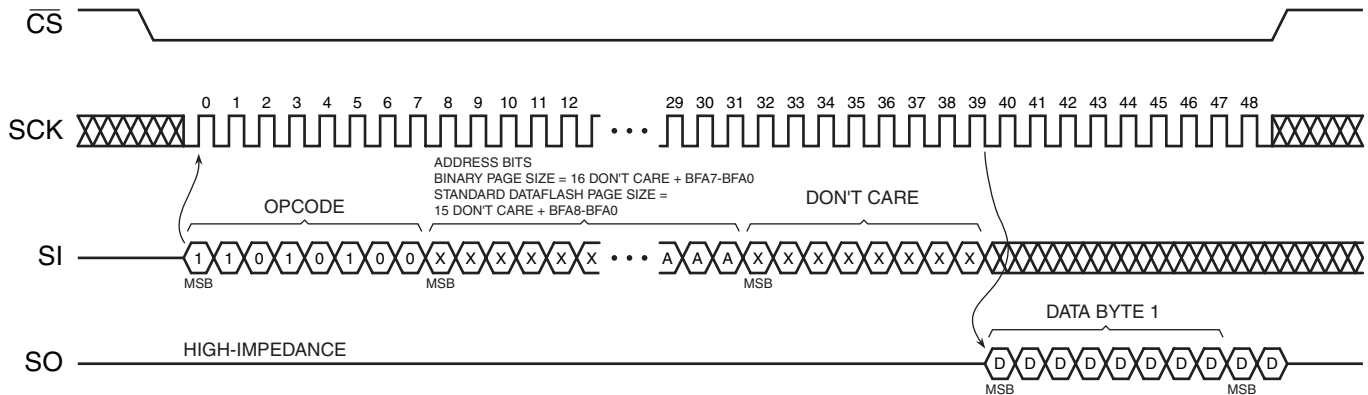 CS
SCK
0 1 2 3 4 5 6 7 8 9 10 11 12 29 30 31 32 33 34 35 36 37 38 39 40 41 42 43 44 45 46 47 48
ADDRESS BITS
BINARY PAGE SIZE = 16 DON'T CARE + BFA7-BFA0
STANDARD DATAFLASH PAGE SIZE =
15 DON'T CARE + BFA8-BFA0
OPCODE
DON'T CARE
SI
1 1 0 1 0 1 0 0 X X X X X X A A A X X X X X X X X
MSB MSB MSB
DATA BYTE 1
SO
HIGH-IMPEDANCE
D D D D D D D D D D
MSB MSB